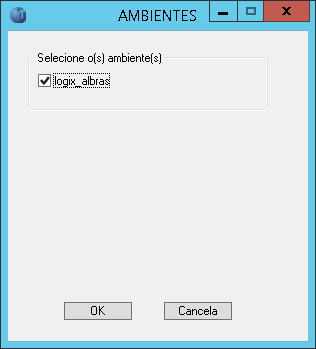 AMBIENTES
Selecione o(s) ambiente(s)
logix_albras
OK Cancela